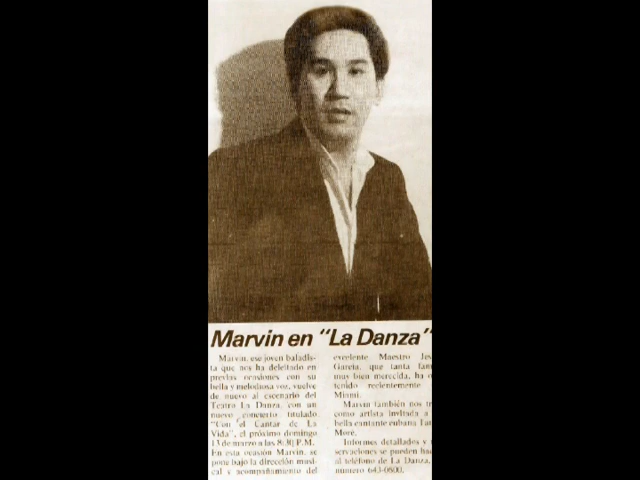 Marvin en "La Danza"
Marvin, ese joven baladis-
ta que nos ha deleitado en
previas ocasiones con su
bella y melodiosa voz, vuelve
de nuevo al escenario del
Teatro La Danza, con un
nuevo concierto titulado
"Con el Cantar de La
Vida", el próximo domingo
13 de marzo a las 8:30 P.M.
En esta ocasión Marvin, se
pone bajo la dirección musi-
cal y acompañamiento del
excelente Maestro
García, que tanta
muy bien merecida, ha
tenido recientemente
Miami.
Marvin también nos
como artista invitada a
bella cantante cubana
Moré.
Informes detallados y
servaciones se pueden
al teléfono de La Danza,
número 643-0800.